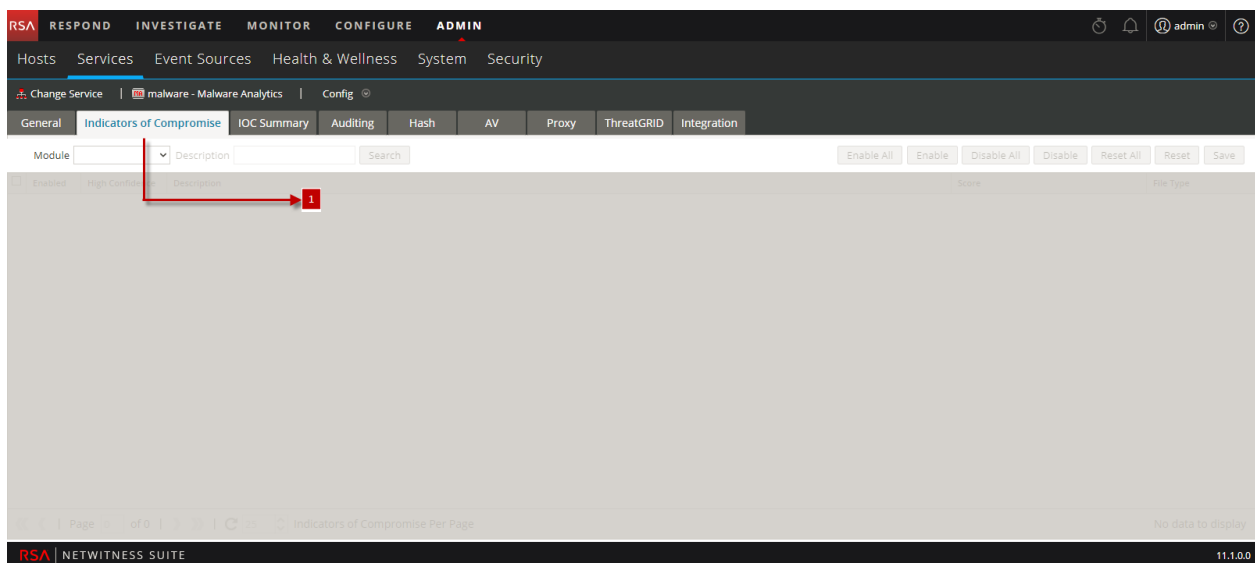 RSA RESPOND INVESTIGATE MONITOR CONFIGURE ADMIN admin ?
Hosts Services Event Sources Health & Wellness System Security
Change Service | malware - Malware Analytics | Config
General Indicators of Compromise IOC Summary Auditing Hash AV Proxy ThreatGRID Integration
Module Description Search Enable All Enable Disable All Disable Reset All Reset Save
Enabled High Confidence Description Score File Type
1
Page of 0 Indicators of Compromise Per Page No data to display
RSA | NETWITNESS SUITE 11.1.0.0